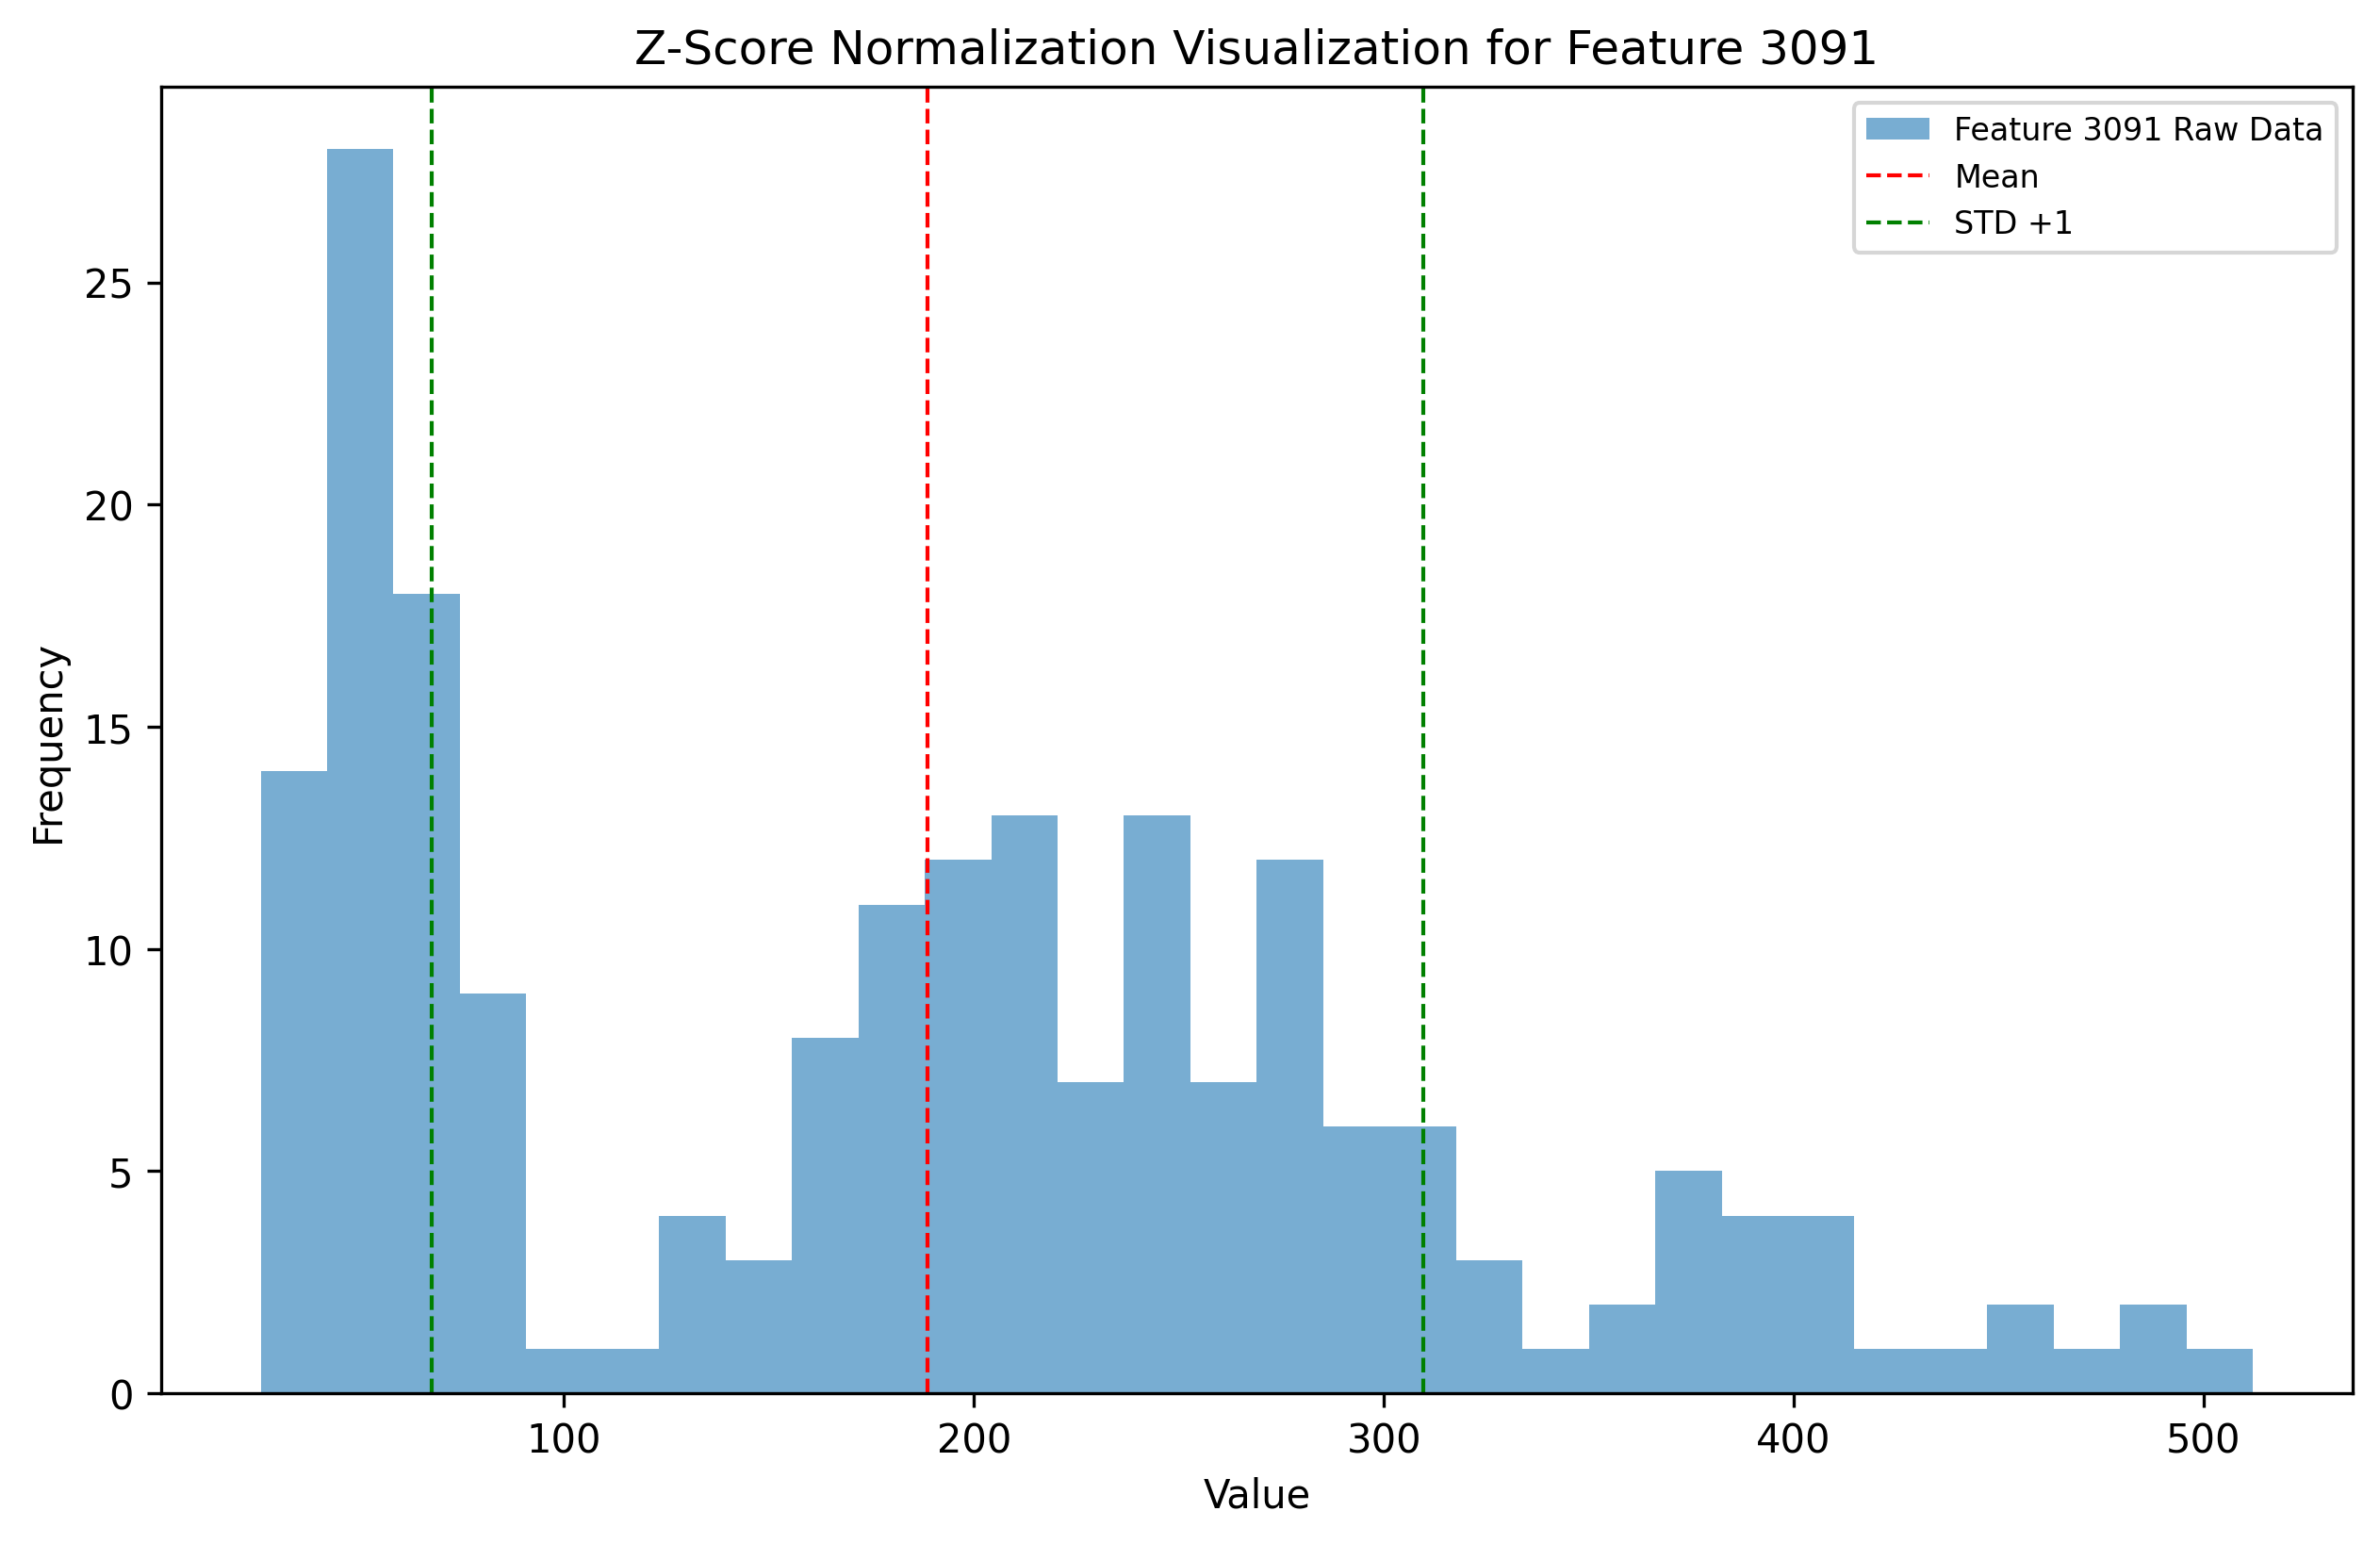 Z-Score Normalization Visualization for Feature 3091
Feature 3091 Raw Data
Mean
STD +1
25
20
15
10
5
0
Frequency
100 200 300 400 500
Value